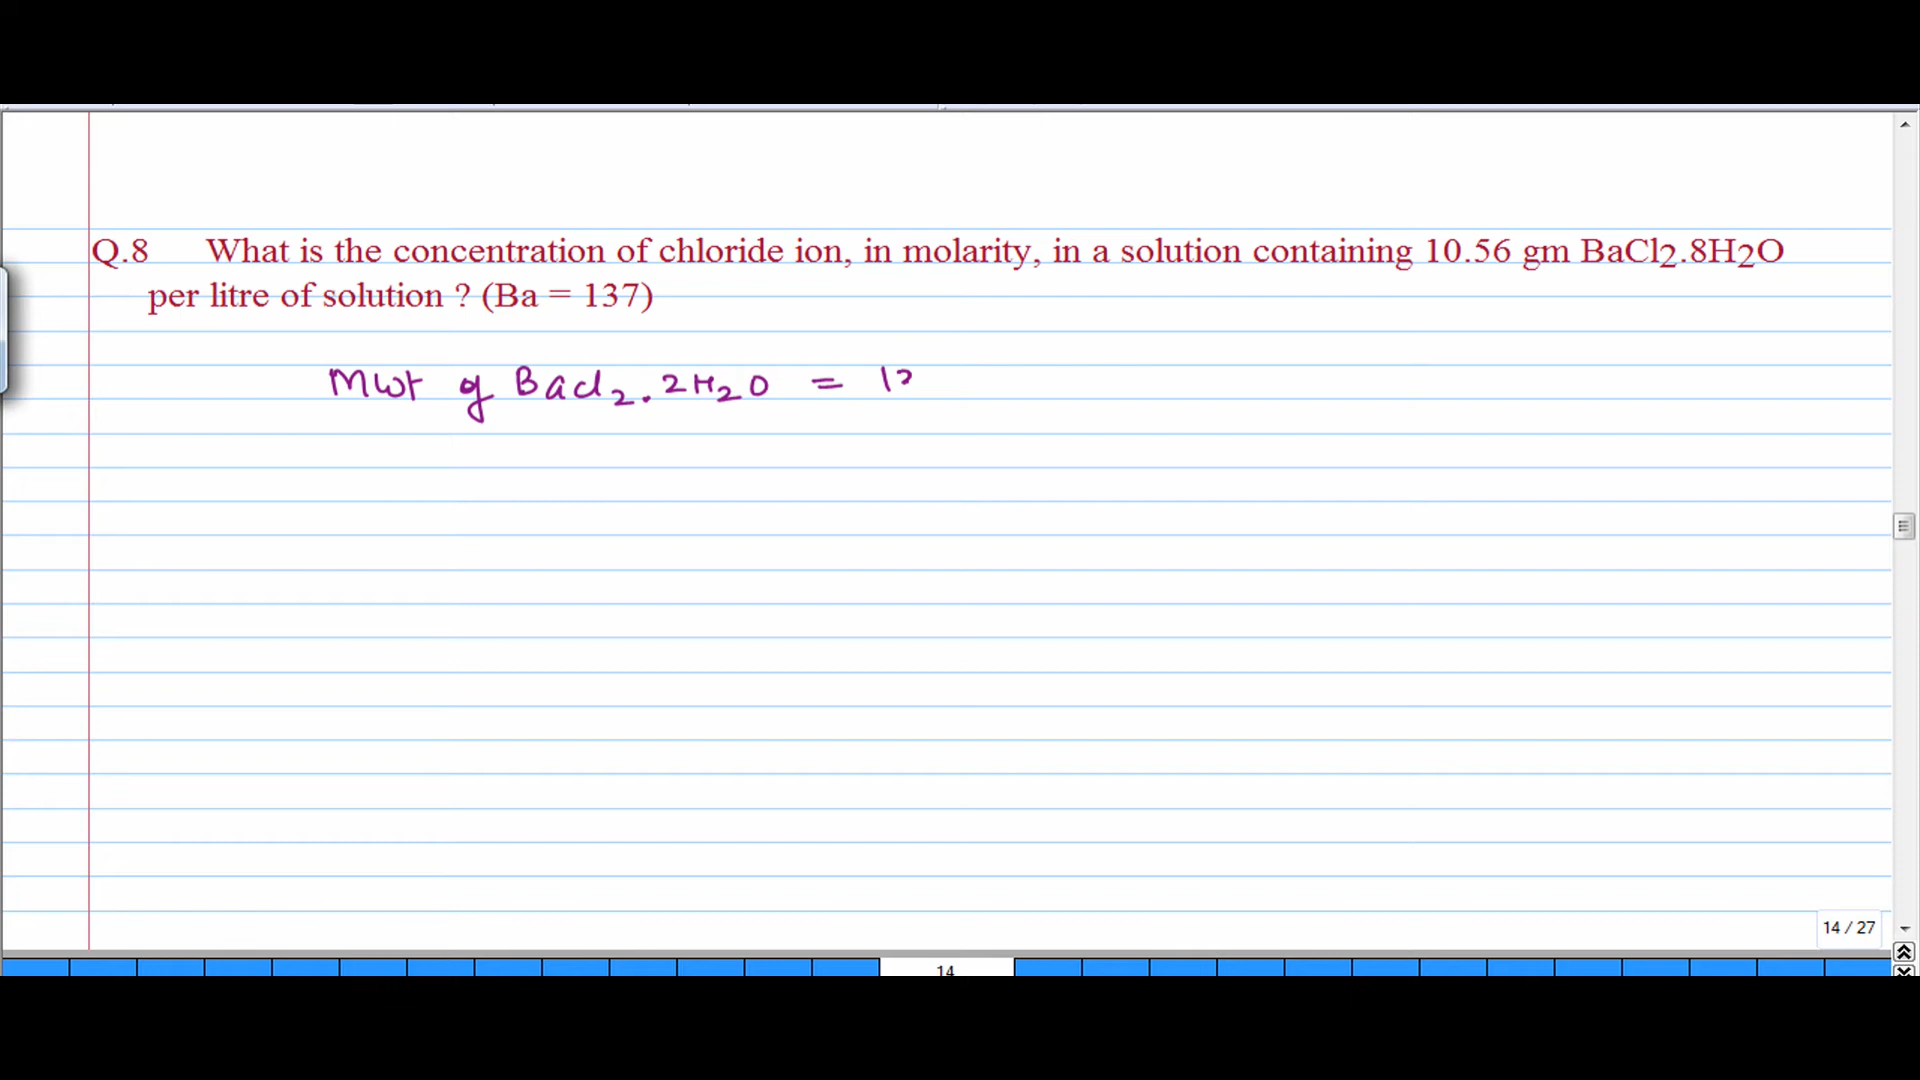 Q.8 What is the concentration of chloride ion, in molarity, in a solution containing 10.56 gm BaCl2.8H2O
per litre of solution ? (Ba = 137)
Mwt of BaCl2.2H2O =
14 / 27
14